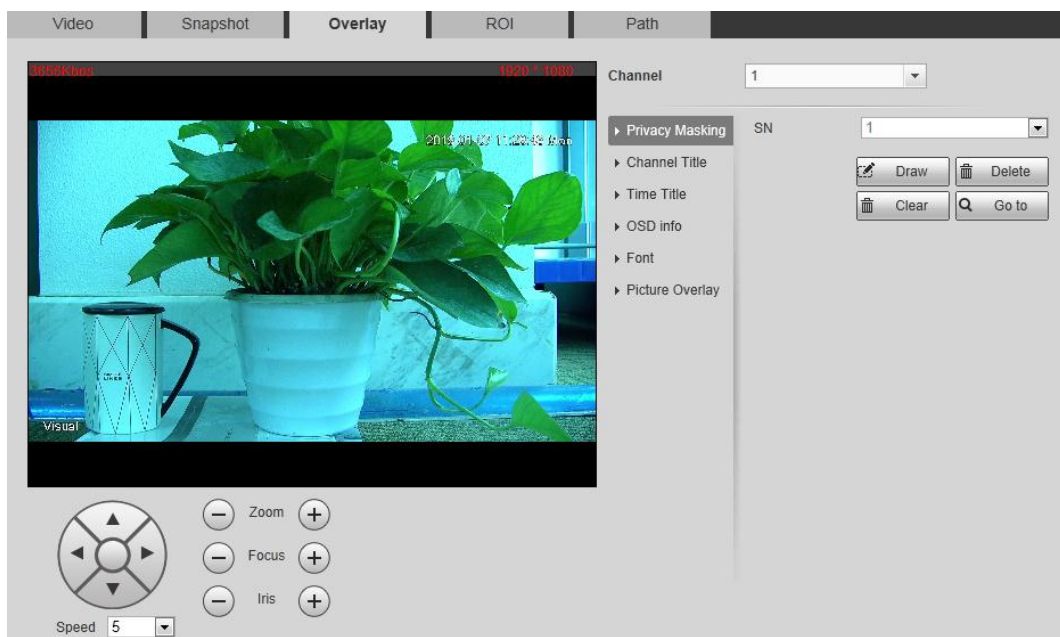 Video Snapshot Overlay ROI Path
3656Kbps 1920 * 1080
Channel 1
Privacy Masking SN 1
Channel Title
Time Title
OSD info
Font
Picture Overlay
Draw Delete
Clear Go to
Visual
Zoom
Focus
Iris
Speed 5